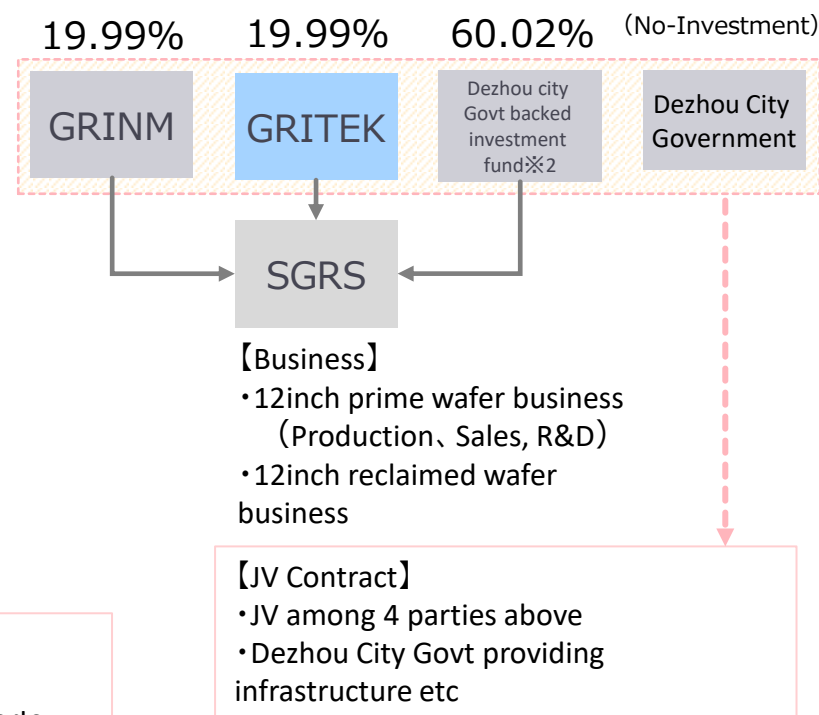 19.99% 19.99% 60.02% (No-Investment)
GRINM
GRITEK
Dezhou city
Govt backed
investment
fund※2
Dezhou City
Government
SGRS
【Business】
・12inch prime wafer business
（Production、Sales, R&D）
・12inch reclaimed wafer
business
【JV Contract】
・JV among 4 parties above
・Dezhou City Govt providing
infrastructure etc